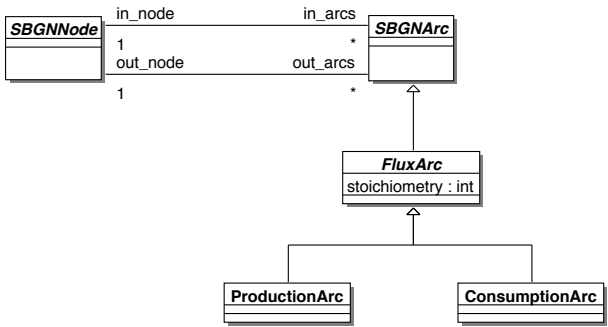 in_node in_arcs
SBGNNode SBGNArc
1 *
out_node out_arcs
1 *
FluxArc
stoichiometry : int
ProductionArc ConsumptionArc